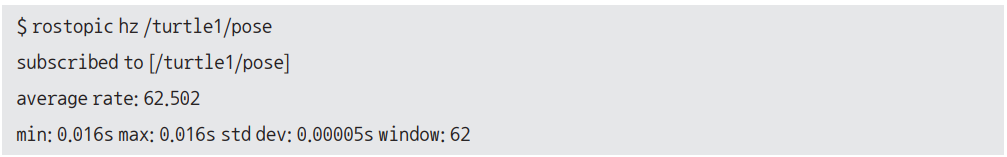 $ rostopic hz /turtle1/pose
subscribed to [/turtle1/pose]
average rate: 62.502
min: 0.016s max: 0.016s std dev: 0.00005s window: 62